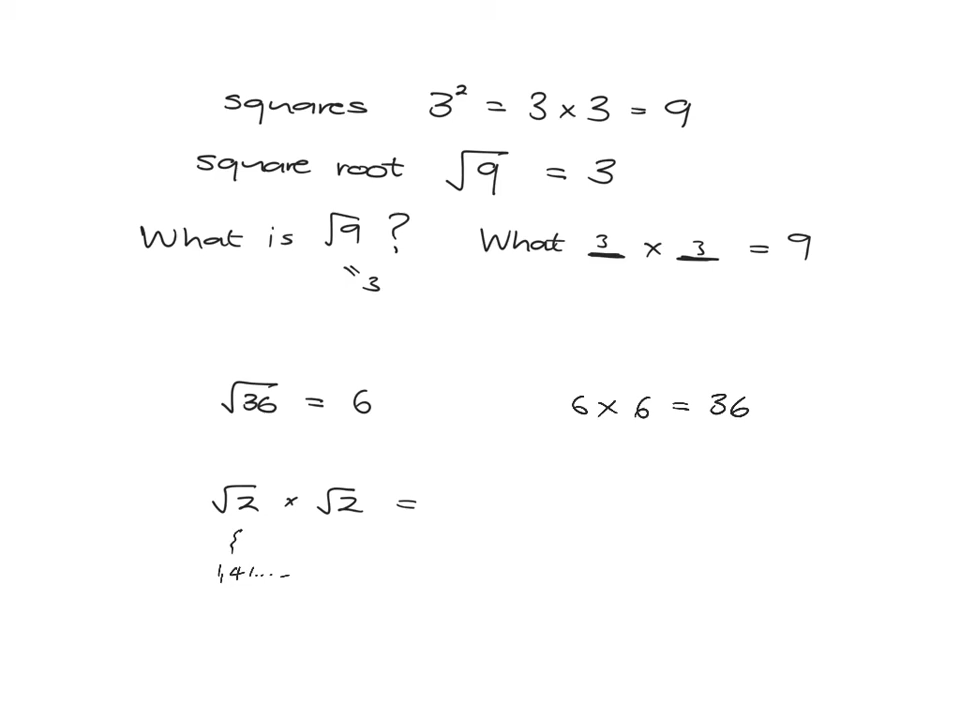 squares 3² = 3 × 3 = 9
square root √9 = 3
What is √9 ? What 3 × 3 = 9
= 3
√36 = 6 6 × 6 = 36
√2 × √2 =
1,41....-